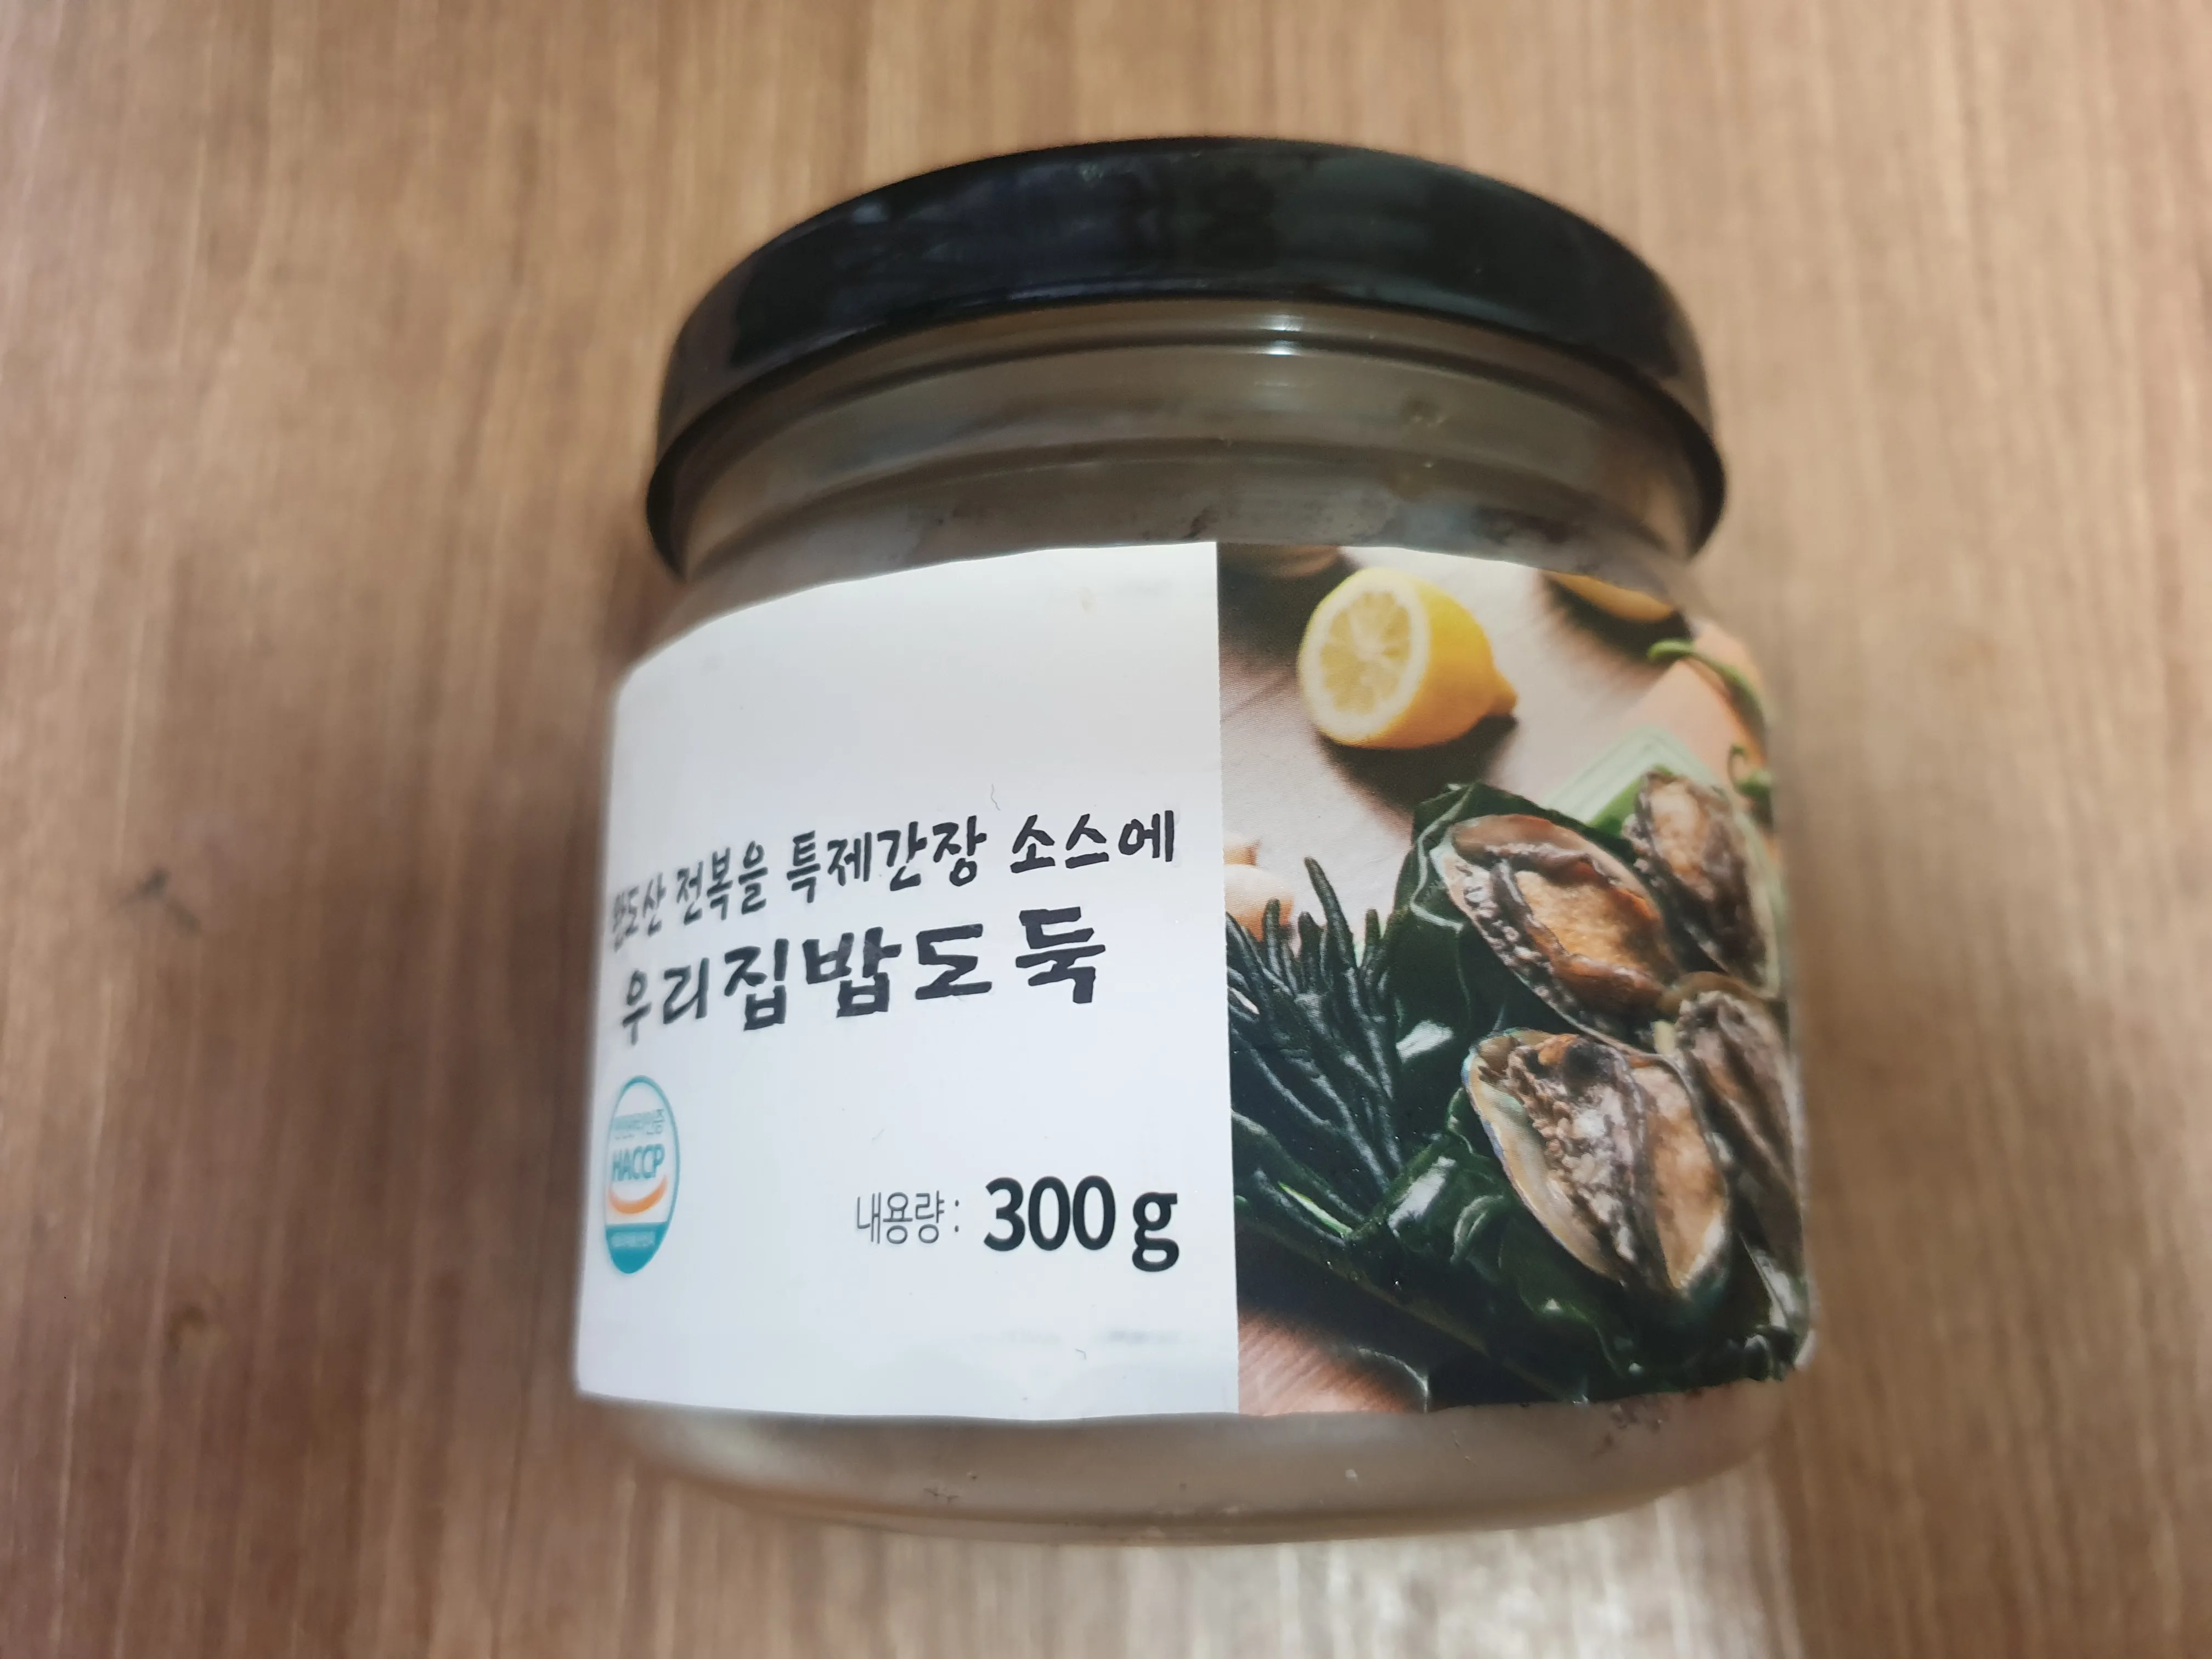 완도산 전복을 특제간장 소스에
우리집밥도둑
HACCP
내용량 : 300 g